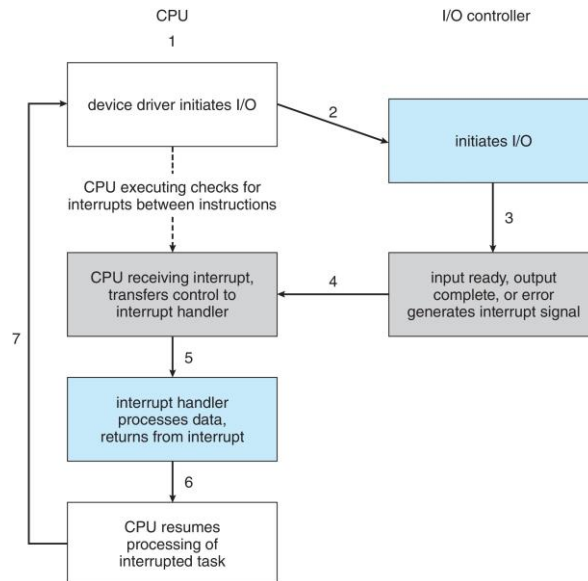 CPU
I/O controller
1
device driver initiates I/O
2
initiates I/O
CPU executing checks for
interrupts between instructions
3
CPU receiving interrupt,
transfers control to
interrupt handler
4
input ready, output
complete, or error
generates interrupt signal
7
5
interrupt handler
processes data,
returns from interrupt
6
CPU resumes
processing of
interrupted task